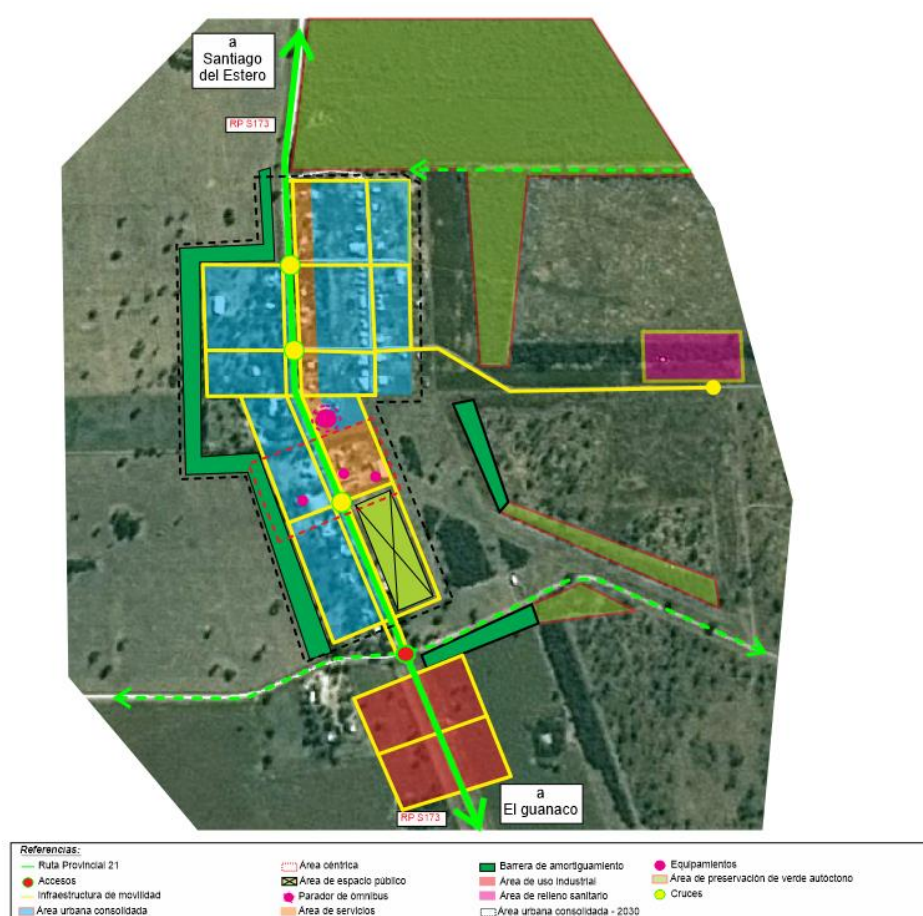 a
Santiago
del Estero
RP S173
a
El guanaco
RP S173
Referencias:
Ruta Provincial 21
Accesos
Infraestructura de movilidad
Área urbana consolidada
Área céntrica
Área de espacio público
Parador de ómnibus
Área de servicios
Barrera de amortiguamiento
Área de uso industrial
Área de relleno sanitario
Área urbana consolidada - 2030
Equipamientos
Área de preservación de verde autóctono
Cruces